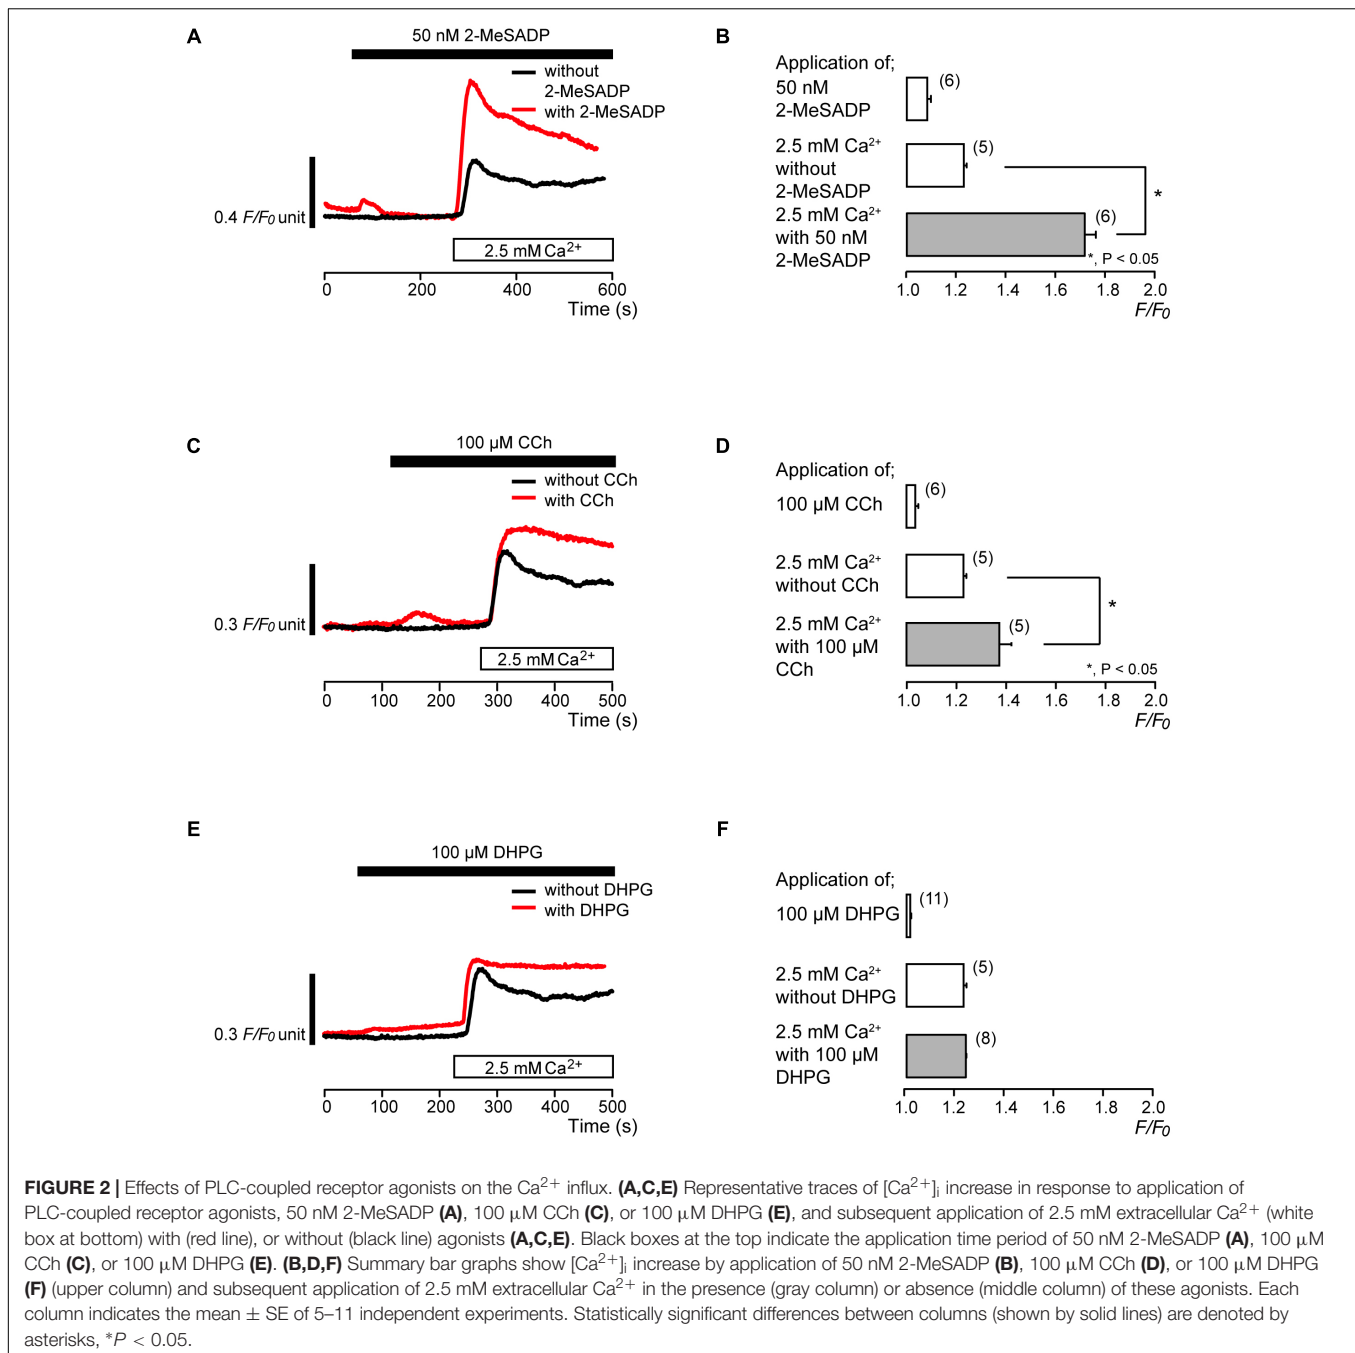 A
50 nM 2-MeSADP
without
2-MeSADP
with 2-MeSADP
0.4 F/F0 unit
2.5 mM Ca2+
0 200 400 600
Time (s)
B
Application of;
50 nM
2-MeSADP
(6)
2.5 mM Ca2+
without
2-MeSADP
(5)
2.5 mM Ca2+
with 50 nM
2-MeSADP
(6)
*
*, P < 0.05
1.0 1.2 1.4 1.6 1.8 2.0
F/F0
C
100 µM CCh
without CCh
with CCh
0.3 F/F0 unit
2.5 mM Ca2+
0 100 200 300 400 500
Time (s)
D
Application of;
100 µM CCh
(6)
2.5 mM Ca2+
without CCh
(5)
2.5 mM Ca2+
with 100 µM
CCh
(5)
*
*, P < 0.05
1.0 1.2 1.4 1.6 1.8 2.0
F/F0
E
100 µM DHPG
without DHPG
with DHPG
0.3 F/F0 unit
2.5 mM Ca2+
0 100 200 300 400 500
Time (s)
F
Application of;
100 µM DHPG
(11)
2.5 mM Ca2+
without DHPG
(5)
2.5 mM Ca2+
with 100 µM
DHPG
(8)
1.0 1.2 1.4 1.6 1.8 2.0
F/F0
FIGURE 2 | Effects of PLC-coupled receptor agonists on the Ca2+ influx. (A,C,E) Representative traces of [Ca2+]i increase in response to application of
PLC-coupled receptor agonists, 50 nM 2-MeSADP (A), 100 µM CCh (C), or 100 µM DHPG (E), and subsequent application of 2.5 mM extracellular Ca2+ (white
box at bottom) with (red line), or without (black line) agonists (A,C,E). Black boxes at the top indicate the application time period of 50 nM 2-MeSADP (A), 100 µM
CCh (C), or 100 µM DHPG (E). (B,D,F) Summary bar graphs show [Ca2+]i increase by application of 50 nM 2-MeSADP (B), 100 µM CCh (D), or 100 µM DHPG
(F) (upper column) and subsequent application of 2.5 mM extracellular Ca2+ in the presence (gray column) or absence (middle column) of these agonists. Each
column indicates the mean ± SE of 5–11 independent experiments. Statistically significant differences between columns (shown by solid lines) are denoted by
asterisks, *P < 0.05.